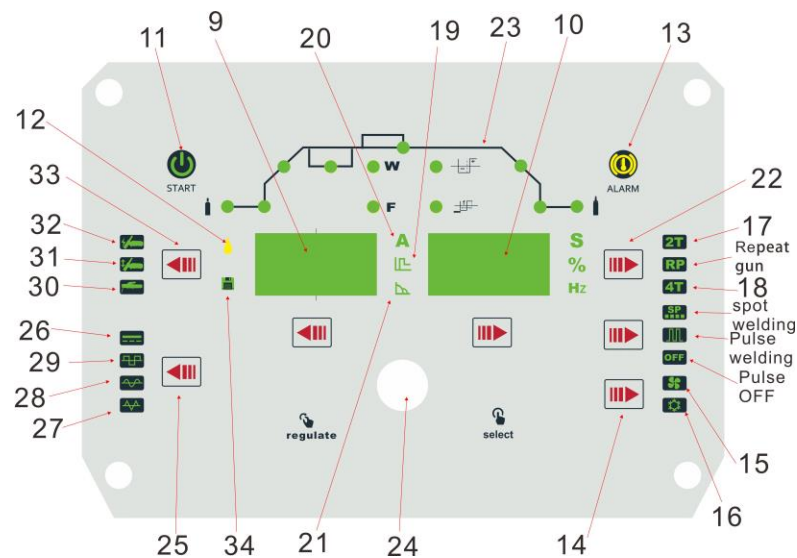 9
20
19
23
10
13
11
12
33
32
31
30
26
29
28
27
25
34
21
24
14
16
15
22
17
18
START
W
F
ALARM
A
S
%
Hz
2T
RP
4T
SP
OFF
Repeat
gun
spot
welding
Pulse
welding
Pulse
OFF
regulate
select